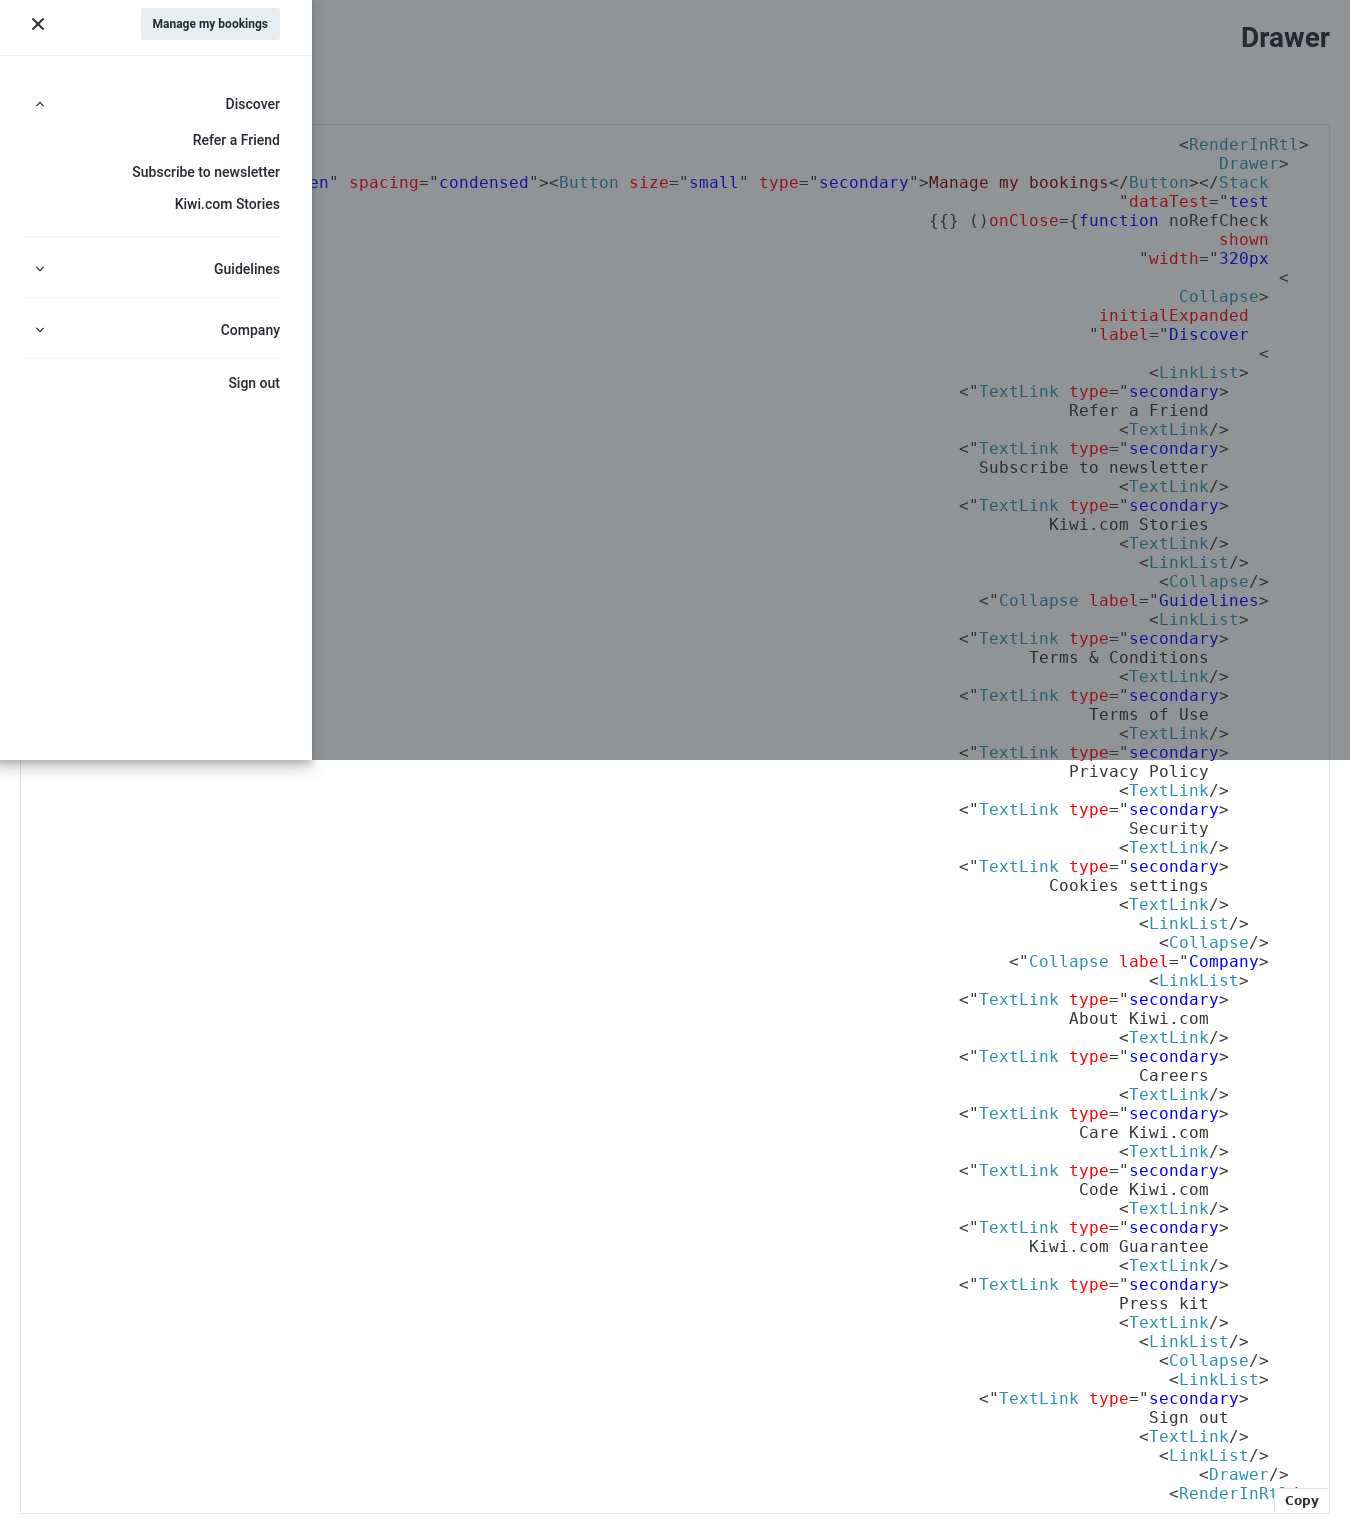 Manage my bookings
Discover
Refer a Friend
Subscribe to newsletter
Kiwi.com Stories
Guidelines
Company
Sign out
Drawer
<RenderInRtl>
Drawer>
en" spacing="condensed"><Button size="small" type="secondary">Manage my bookings</Button></Stack
"dataTest="test
{{} ()onClose={function noRefCheck
shown
"width="320px
<
Collapse>
initialExpanded
"label="Discover
<
<LinkList>
<"TextLink type="secondary>
Refer a Friend
<TextLink/>
<"TextLink type="secondary>
Subscribe to newsletter
<TextLink/>
<"TextLink type="secondary>
Kiwi.com Stories
<TextLink/>
<LinkList/>
<Collapse/>
<"Collapse label="Guidelines>
<LinkList>
<"TextLink type="secondary>
Terms & Conditions
<TextLink/>
<"TextLink type="secondary>
Terms of Use
<TextLink/>
<"TextLink type="secondary>
Privacy Policy
<TextLink/>
<"TextLink type="secondary>
Security
<TextLink/>
<"TextLink type="secondary>
Cookies settings
<TextLink/>
<LinkList/>
<Collapse/>
<"Collapse label="Company>
<LinkList>
<"TextLink type="secondary>
About Kiwi.com
<TextLink/>
<"TextLink type="secondary>
Careers
<TextLink/>
<"TextLink type="secondary>
Care Kiwi.com
<TextLink/>
<"TextLink type="secondary>
Code Kiwi.com
<TextLink/>
<"TextLink type="secondary>
Kiwi.com Guarantee
<TextLink/>
<"TextLink type="secondary>
Press kit
<TextLink/>
<LinkList/>
<Collapse/>
<LinkList>
<"TextLink type="secondary>
Sign out
<TextLink/>
<LinkList/>
<Drawer/>
<RenderInRt
Copy